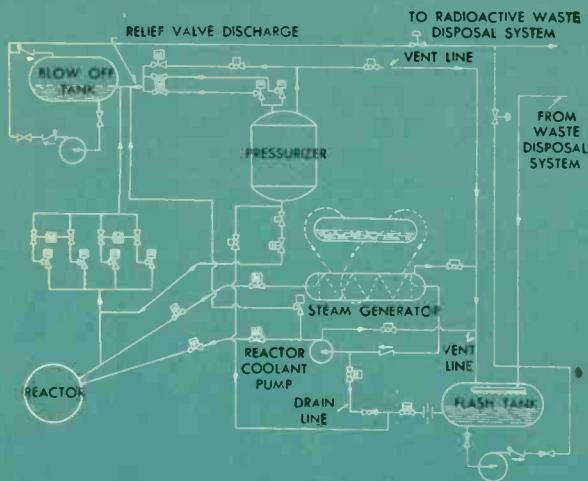 RELIEF VALVE DISCHARGE
TO RADIOACTIVE WASTE
DISPOSAL SYSTEM
VENT LINE
BLOW OFF
TANK
FROM
WASTE
DISPOSAL
SYSTEM
PRESSURIZER
STEAM GENERATOR
REACTOR
COOLANT
PUMP
VENT
LINE
REACTOR
DRAIN
LINE
FLASH TANK